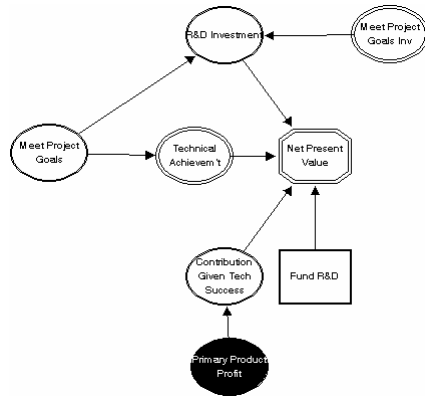 R&D Investment
Meet Project
Goals Inv
Meet Project
Goals
Technical
Achievem't
Net Present
Value
Contribution
Given Tech
Success
Fund R&D
Primary Product
Profit